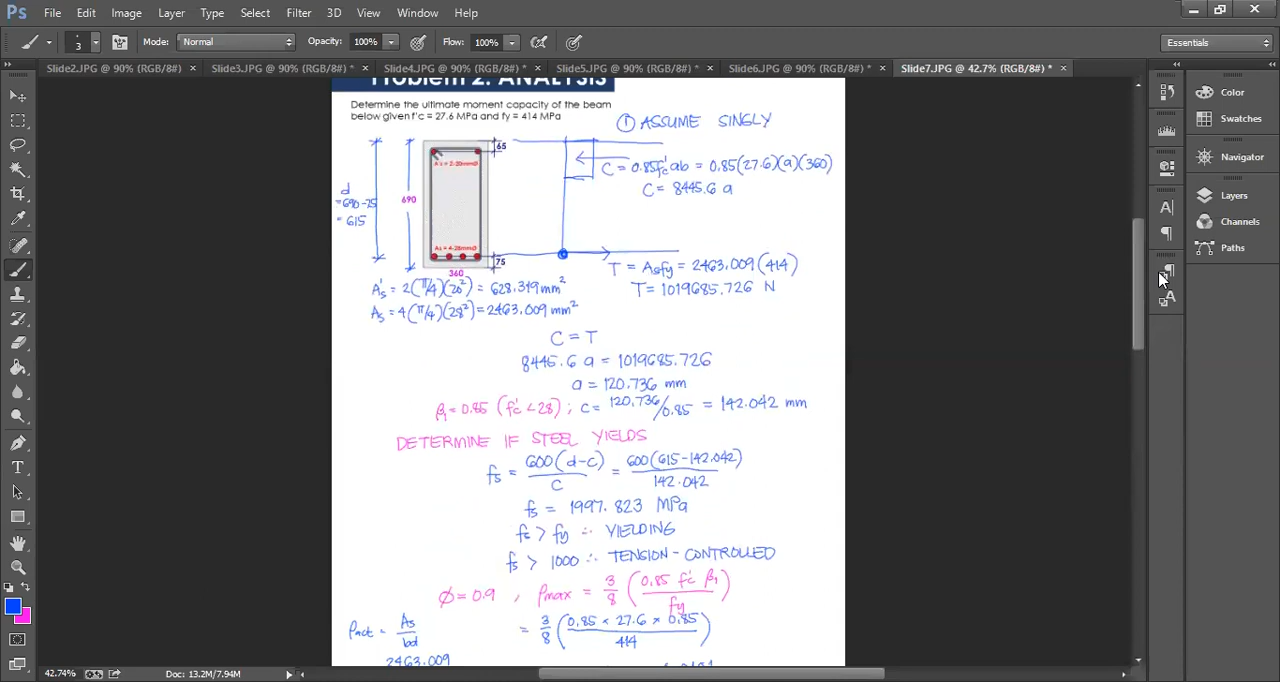 Ps File Edit Image Layer Type Select Filter 3D View Window Help
3 Mode: Normal Opacity: 100% Flow: 100% Essentials
Slide2.JPG @ 90% (RGB/8#) × Slide3.JPG @ 90% (RGB/8#) * × Slide4.JPG @ 90% (RGB/8#) * × Slide5.JPG @ 90% (RGB/8#) * × Slide6.JPG @ 90% (RGB/8#) * × Slide7.JPG @ 42.7% (RGB/8#) * ×
Problem 2: ANALYSIS
Determine the ultimate moment capacity of the beam
below given f'c = 27.6 MPa and fy = 414 MPa
① ASSUME SINGLY
65
A's = 2-20mmØ
C = 0.85f'c ab = 0.85(27.6)(a)(360)
C = 8445.6 a
d
= 690-75
= 615
690
As = 4-28mmØ
75
360
T = Asfy = 2463.009 (414)
T = 1019685.726 N
A's = 2(π/4)(20²) = 628.319 mm²
As = 4(π/4)(28²) = 2463.009 mm²
C = T
8445.6 a = 1019685.726
a = 120.736 mm
β1 = 0.85 (f'c < 28) ; c = 120.736/0.85 = 142.042 mm
DETERMINE IF STEEL YIELDS
fs = 600(d-c)/c = 600(615-142.042)/142.042
fs = 1997.823 MPa
fs > fy ∴ YIELDING
fs > 1000 ∴ TENSION-CONTROLLED
Ø = 0.9 , ρmax = 3/8 (0.85 f'c β1/fy)
ρact = As/bd
= 3/8 (0.85 × 27.6 × 0.85/414)
2463.009
Color
Swatches
Navigator
Layers
Channels
Paths
42.74% Doc: 13.2M/7.94M